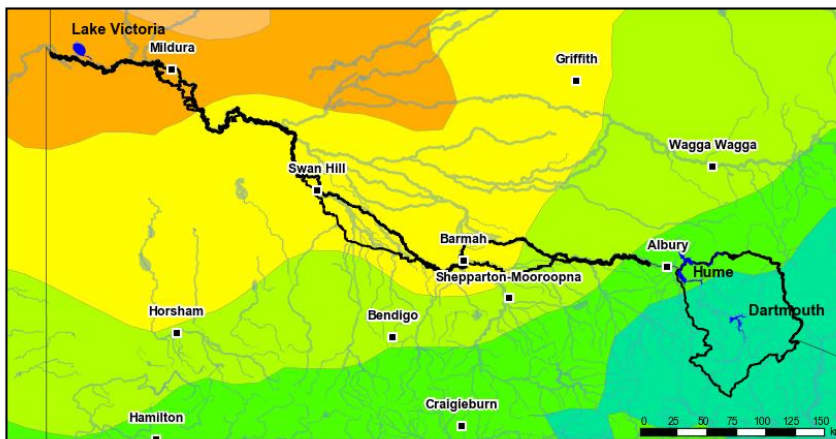 Lake Victoria
Mildura
Griffith
Wagga Wagga
Swan Hill
Barmah
Albury
Hume
Shepparton-Mooroopna
Dartmouth
Horsham
Bendigo
Hamilton
Craigieburn
0 25 50 75 100 125 150